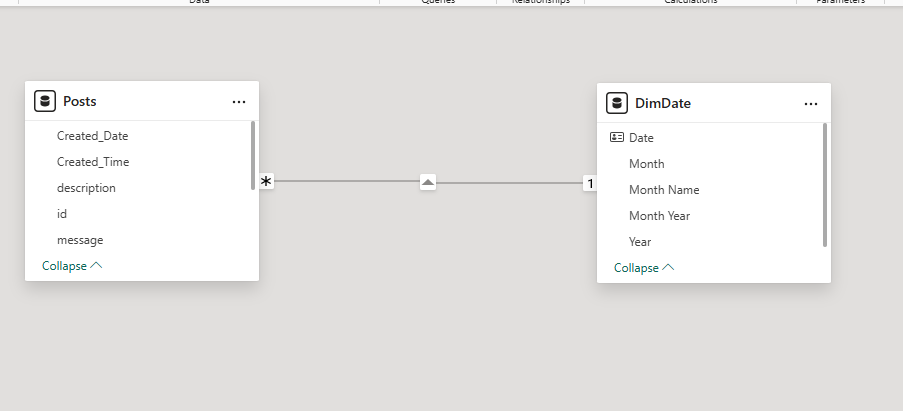 Data
Queries
Relationships
Calculations
Parameters
Posts
Created_Date
Created_Time
description
id
message
Collapse
*
1
DimDate
Date
Month
Month Name
Month Year
Year
Collapse